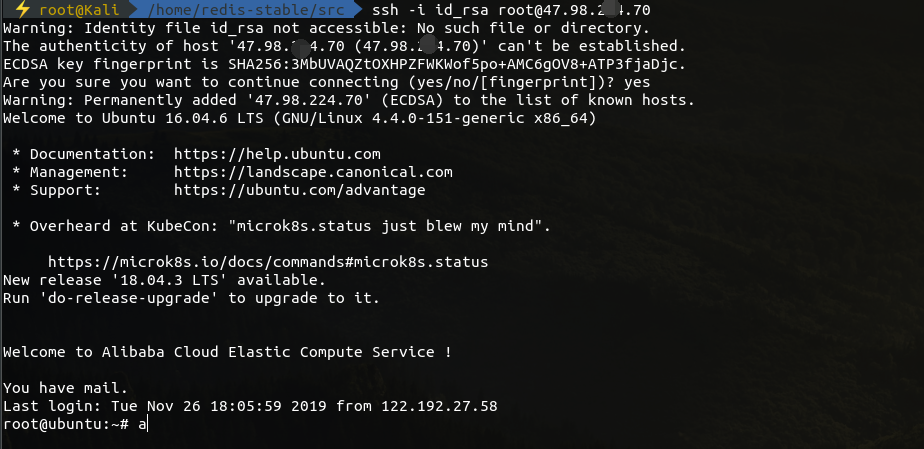 root@Kali /home/redis-stable/src ssh -i id_rsa root@47.98. 4.70
Warning: Identity file id_rsa not accessible: No such file or directory.
The authenticity of host '47.98. 4.70 (47.98. 4.70)' can't be established.
ECDSA key fingerprint is SHA256:3MbUVAQZtOXHPZFWKWof5po+AMC6gOV8+ATP3fjaDjc.
Are you sure you want to continue connecting (yes/no/[fingerprint])? yes
Warning: Permanently added '47.98.224.70' (ECDSA) to the list of known hosts.
Welcome to Ubuntu 16.04.6 LTS (GNU/Linux 4.4.0-151-generic x86_64)
* Documentation: https://help.ubuntu.com
* Management: https://landscape.canonical.com
* Support: https://ubuntu.com/advantage
* Overheard at KubeCon: "microk8s.status just blew my mind".
https://microk8s.io/docs/commands#microk8s.status
New release '18.04.3 LTS' available.
Run 'do-release-upgrade' to upgrade to it.
Welcome to Alibaba Cloud Elastic Compute Service !
You have mail.
Last login: Tue Nov 26 18:05:59 2019 from 122.192.27.58
root@ubuntu:~# a